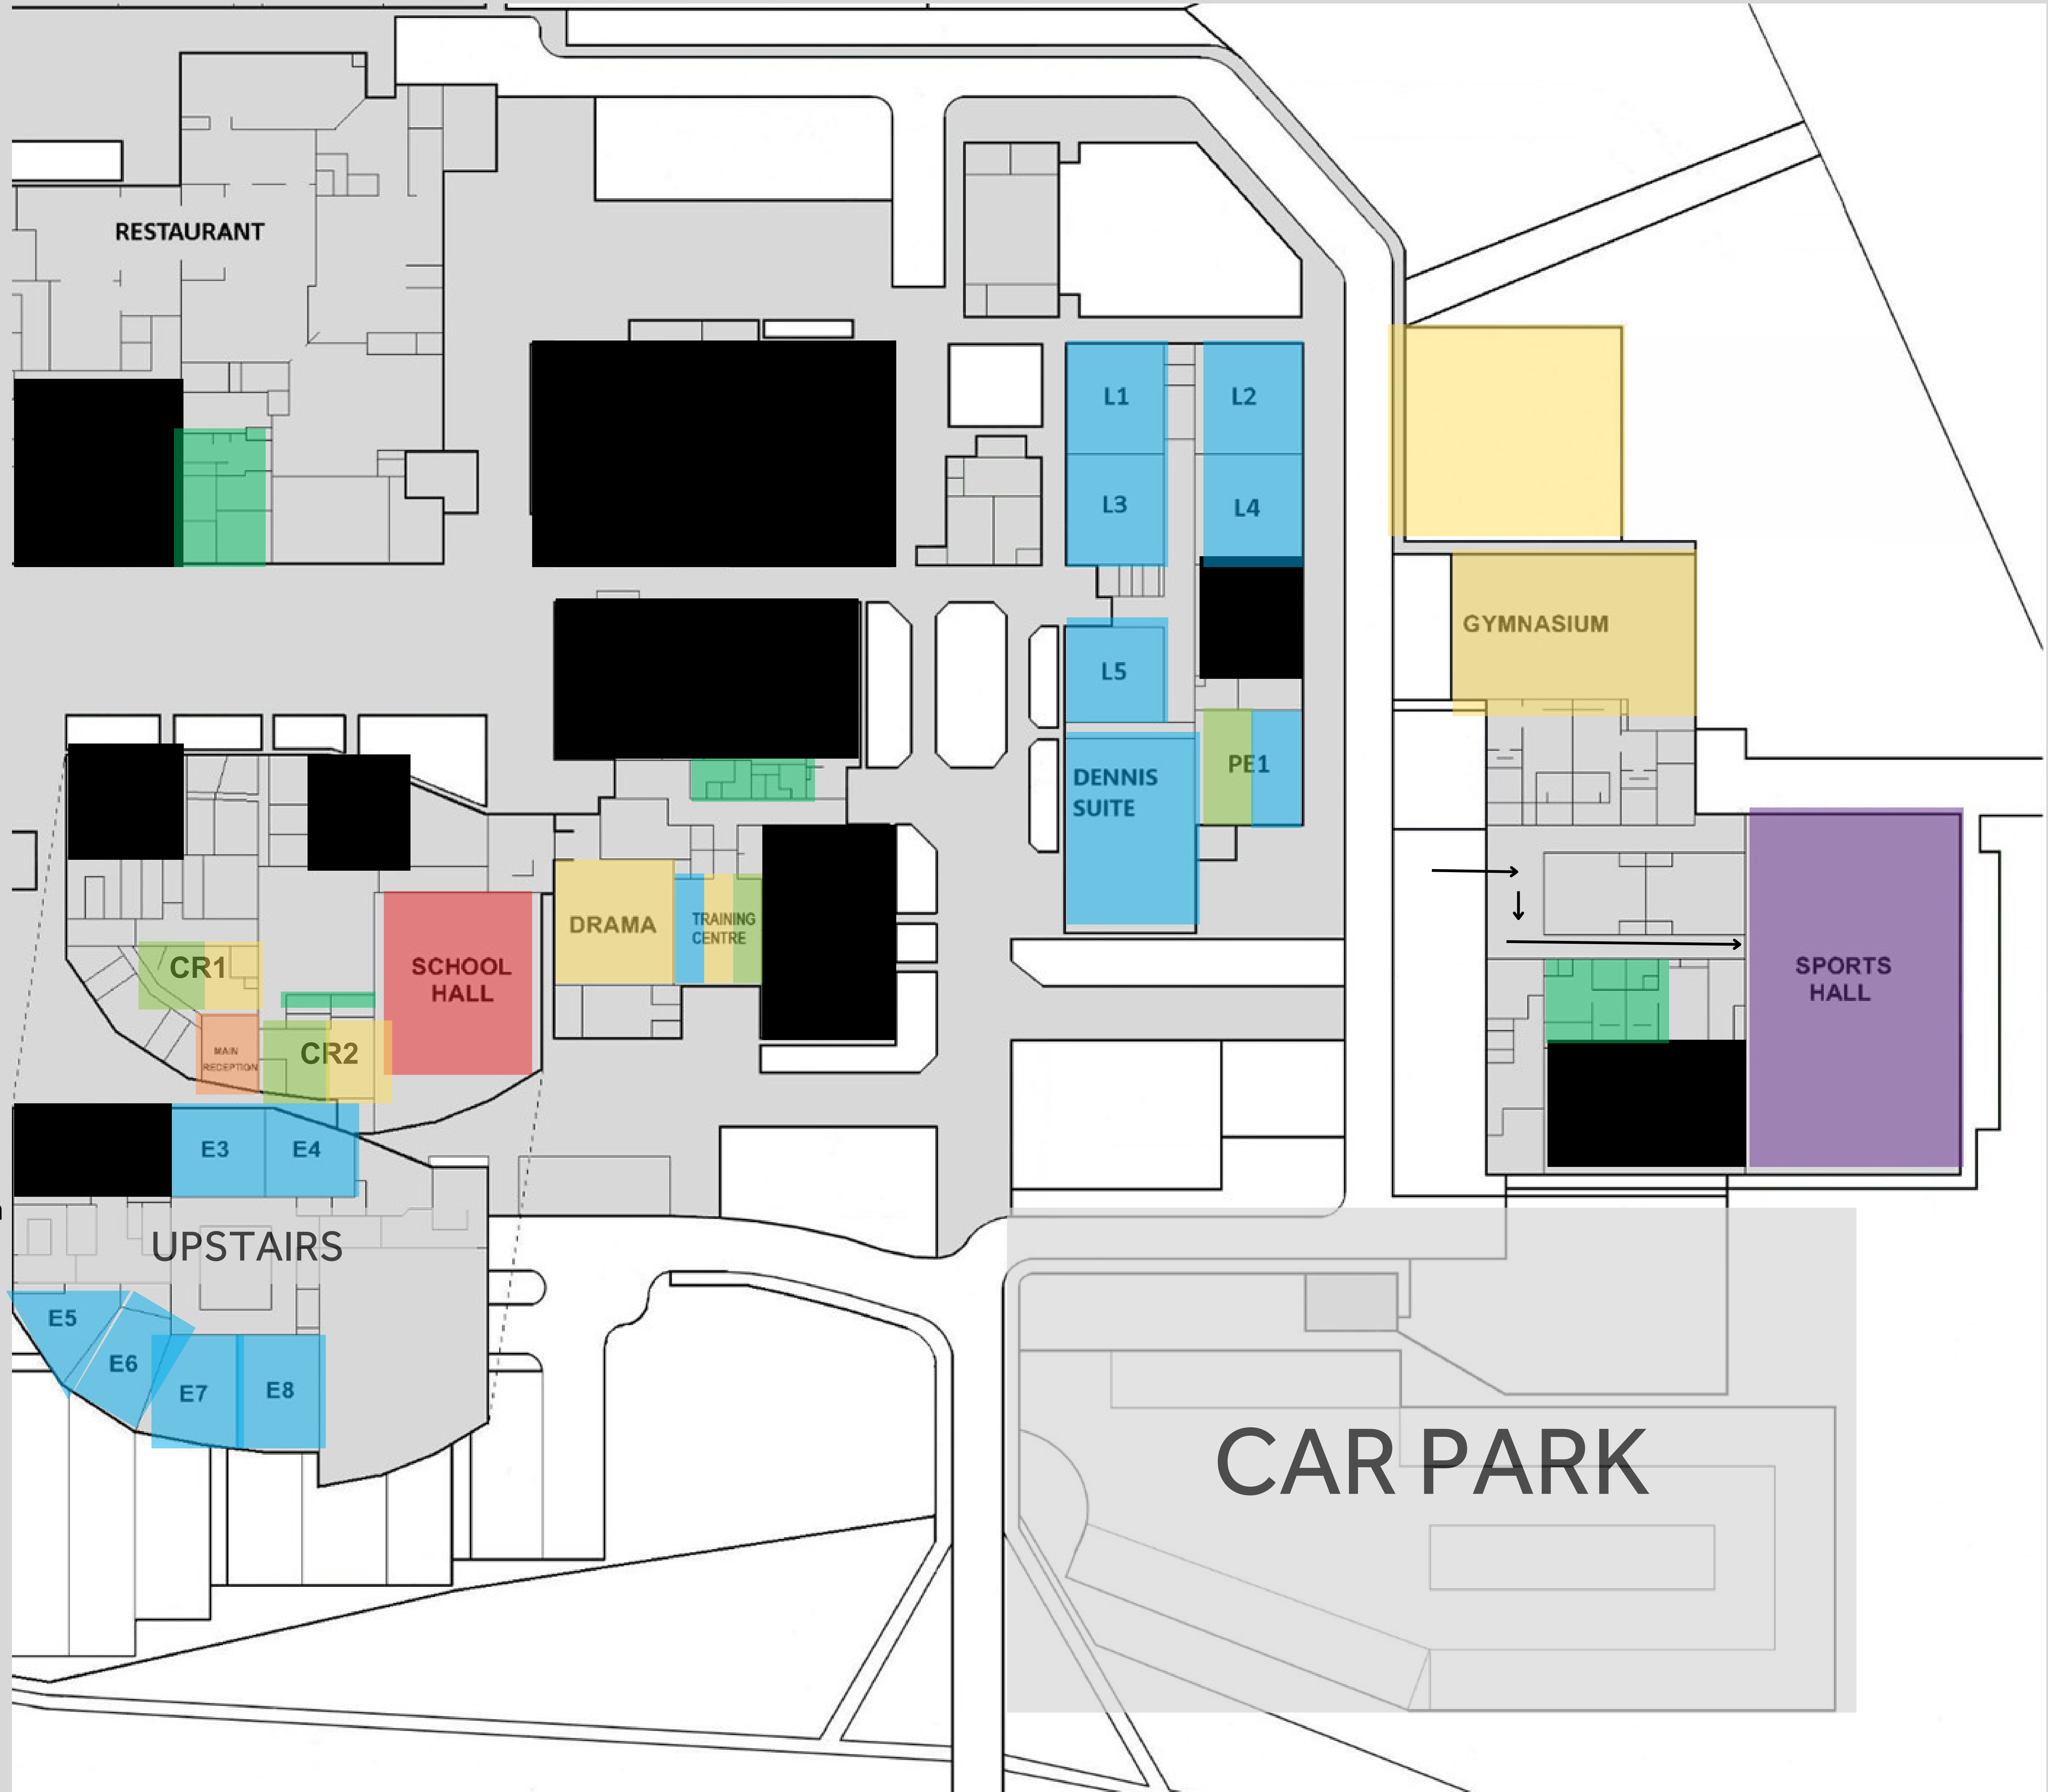 RESTAURANT
L1
L2
L3
L4
GYMNASIUM
L5
DENNIS
SUITE
PE1
DRAMA
TRAINING
CENTRE
CR1
SCHOOL
HALL
SPORTS
HALL
MAIN
RECEPTION
CR2
E3
E4
UPSTAIRS
E5
E6
E7
E8
CAR PARK